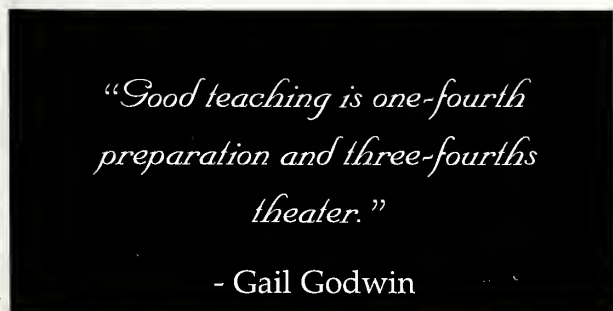 “Good teaching is one-fourth
preparation and three-fourths
theater.”
- Gail Godwin